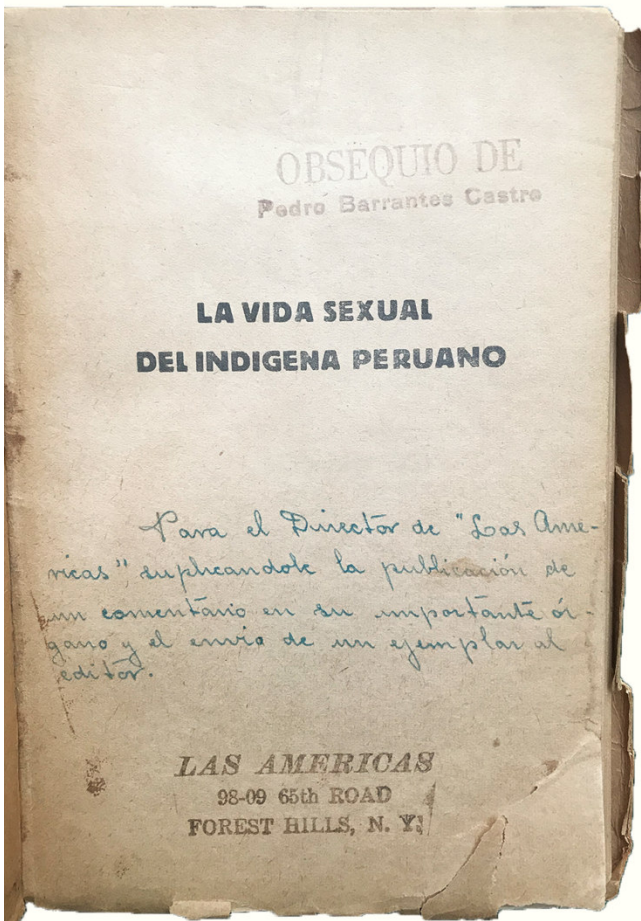 OBSEQUIO DE
Pedro Barrantes Castro
LA VIDA SEXUAL
DEL INDIGENA PERUANO
Para el Director de "Las Ame-
ricas", suplicandole la publicación de
un comentario en su importante ór-
gano y el envio de un ejemplar al
editor.
LAS AMERICAS
98-09 65th ROAD
FOREST HILLS, N. Y.